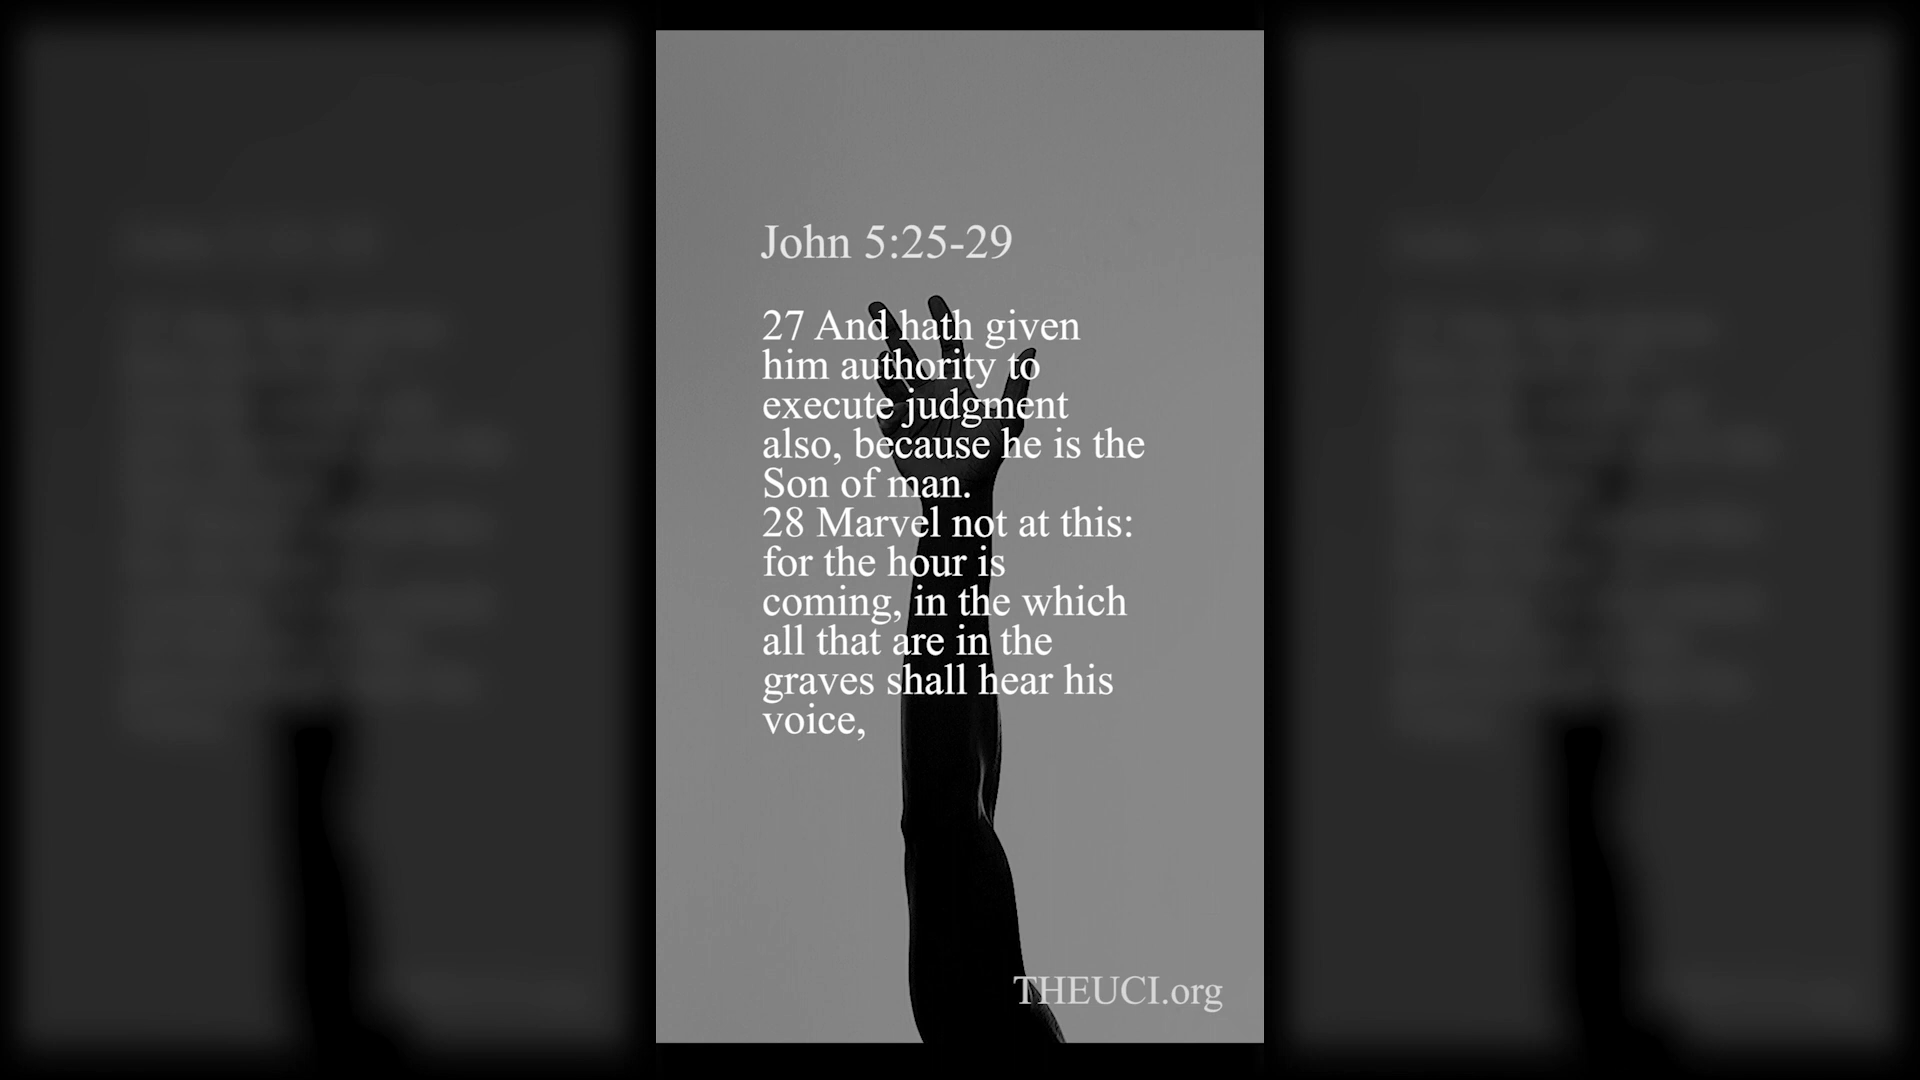 John 5:25-29
27 And hath given
him authority to
execute judgment
also, because he is the
Son of man.
28 Marvel not at this:
for the hour is
coming, in the which
all that are in the
graves shall hear his
voice,
THEUCI.org